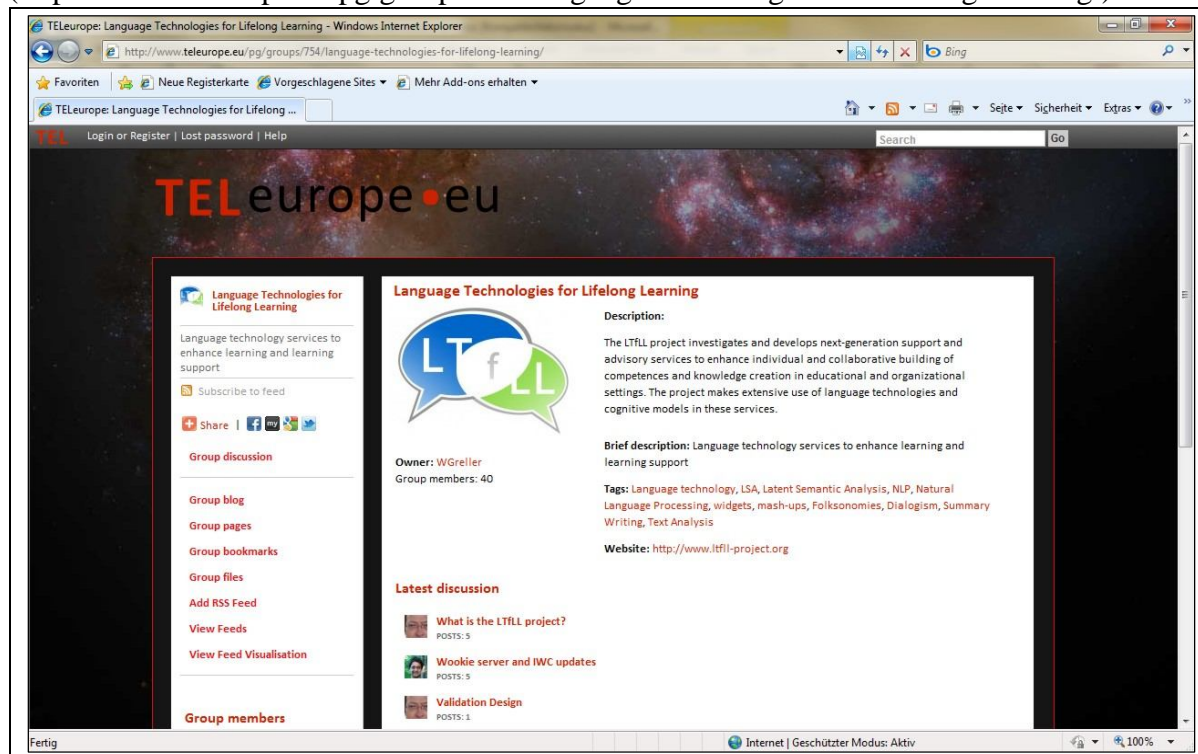 TELeurope: Language Technologies for Lifelong Learning - Windows Internet Explorer
http://www.teleurope.eu/pg/groups/754/language-technologies-for-lifelong-learning/
Bing
Favoriten
Neue Registerkarte
Vorgeschlagene Sites
Mehr Add-ons erhalten
TELeurope: Language Technologies for Lifelong ...
Seite
Sicherheit
Extras
TEL
Login or Register | Lost password | Help
Search
Go
TELeurope.eu
Language Technologies for
Lifelong Learning
Language technology services to
enhance learning and learning
support
Subscribe to feed
Share |
Group discussion
Group blog
Group pages
Group bookmarks
Group files
Add RSS Feed
View Feeds
View Feed Visualisation
Group members
Language Technologies for Lifelong Learning
LTfLL
Owner: WGreller
Group members: 40
Description:
The LTfLL project investigates and develops next-generation support and
advisory services to enhance individual and collaborative building of
competences and knowledge creation in educational and organizational
settings. The project makes extensive use of language technologies and
cognitive models in these services.
Brief description: Language technology services to enhance learning and
learning support
Tags: Language technology, LSA, Latent Semantic Analysis, NLP, Natural
Language Processing, widgets, mash-ups, Folksonomies, Dialogism, Summary
Writing, Text Analysis
Website: http://www.ltfll-project.org
Latest discussion
What is the LTfLL project?
POSTS: 5
Wookie server and IWC updates
POSTS: 5
Validation Design
POSTS: 1
Fertig
Internet | Geschützter Modus: Aktiv
100%